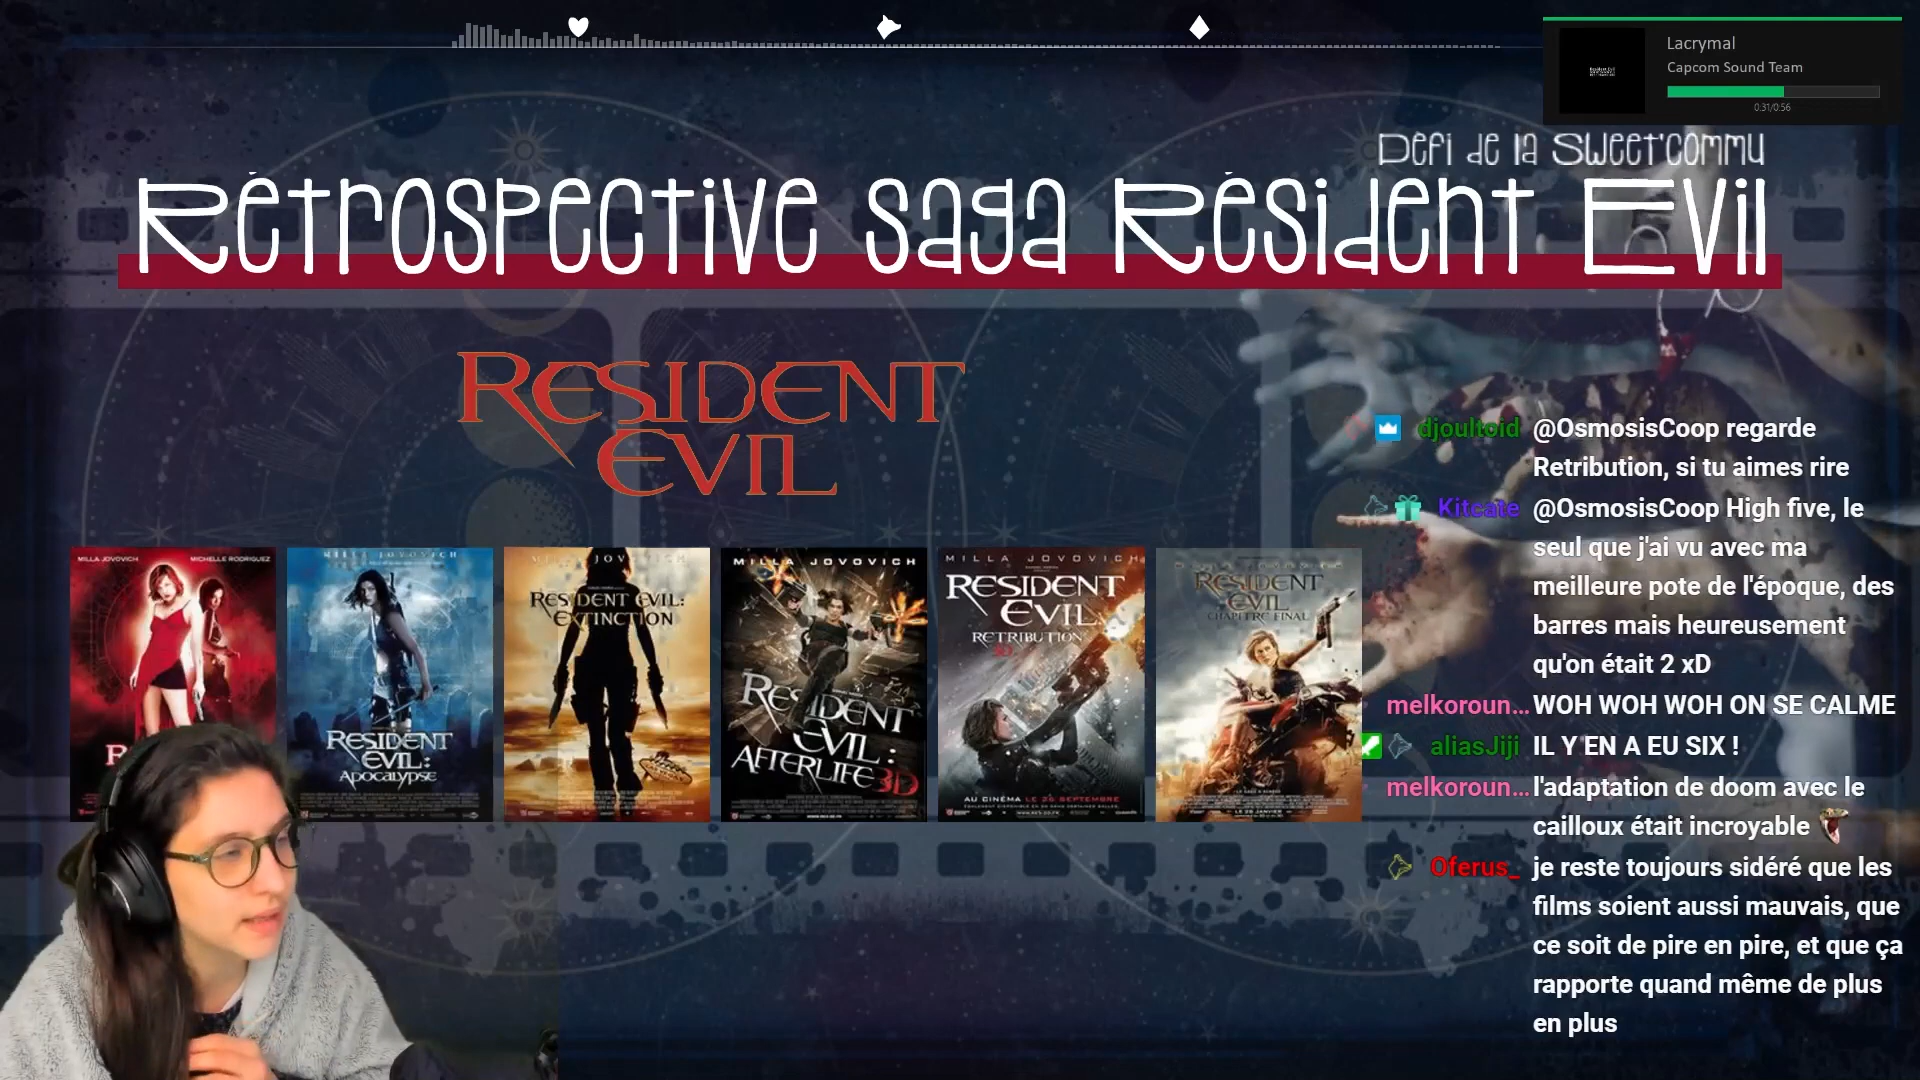 Lacrymal
Capcom Sound Team
0:31/0:56
Défi de la Sweet'commu
Rétrospective saga Résident Evil
RESIDENT
EVIL
MILLA JOVOVICH MICHELLE RODRIGUEZ
R
MILLA JOVOVICH
RESIDENT
EVIL:
APOCALYPSE
MILLA JOVOVICH
RESIDENT EVIL:
EXTINCTION
MILLA JOVOVICH
RESIDENT
EVIL:
AFTERLIFE 3D
MILLA JOVOVICH
RESIDENT
EVIL
RETRIBUTION
3D
AU CINÉMA LE 26 SEPTEMBRE
RESIDENT
EVIL
CHAPITRE FINAL
djoultoid @OsmosisCoop regarde
Retribution, si tu aimes rire
Kitcate @OsmosisCoop High five, le
seul que j'ai vu avec ma
meilleure pote de l'époque, des
barres mais heureusement
qu'on était 2 xD
melkoroun... WOH WOH WOH ON SE CALME
aliasJiji IL Y EN A EU SIX !
melkoroun... l'adaptation de doom avec le
cailloux était incroyable
Oferus_ je reste toujours sidéré que les
films soient aussi mauvais, que
ce soit de pire en pire, et que ça
rapporte quand même de plus
en plus